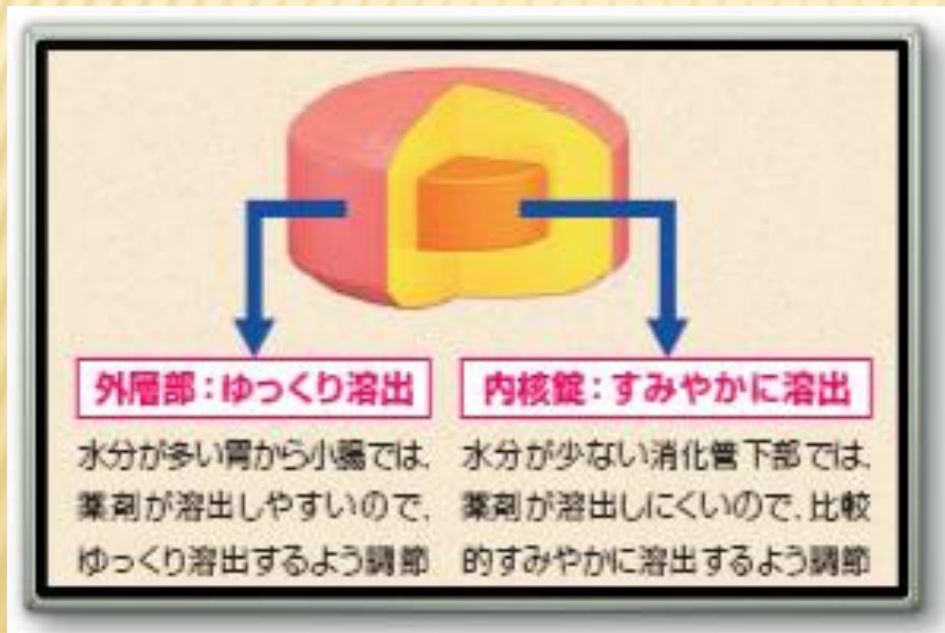 外層部：ゆっくり溶出
水分が多い胃から小腸では、
薬剤が溶出しやすいので、
ゆっくり溶出するよう調節
内核錠：すみやかに溶出
水分が少ない消化管下部では、
薬剤が溶出しにくいので、比較
的すみやかに溶出するよう調節